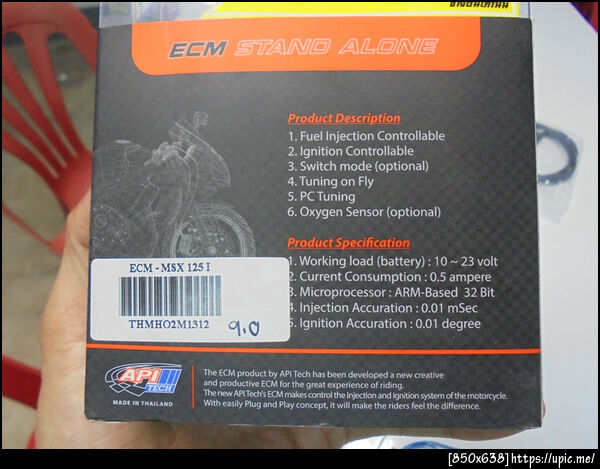 ECM STAND ALONE
Product Description
1. Fuel Injection Controllable
2. Ignition Controllable
3. Switch mode (optional)
4. Tuning on Fly
5. PC Tuning
6. Oxygen Sensor (optional)
Product Specification
1. Working load (battery) : 10 ~ 23 volt
2. Current Consumption : 0.5 ampere
3. Microprocessor : ARM-Based 32 Bit
4. Injection Accuration : 0.01 mSec
5. Ignition Accuration : 0.01 degree
ECM - MSX 125 I
THMHO2M1312
9.0
API
TECH
MADE IN THAILAND
The ECM product by API Tech has been developed a new creative
and productive ECM for the great experience of riding.
The new API Tech's ECM makes control the Injection and Ignition system of the motorcycle.
With easily Plug and Play concept, it will make the riders feel the difference.
[850x638]https://upic.me/